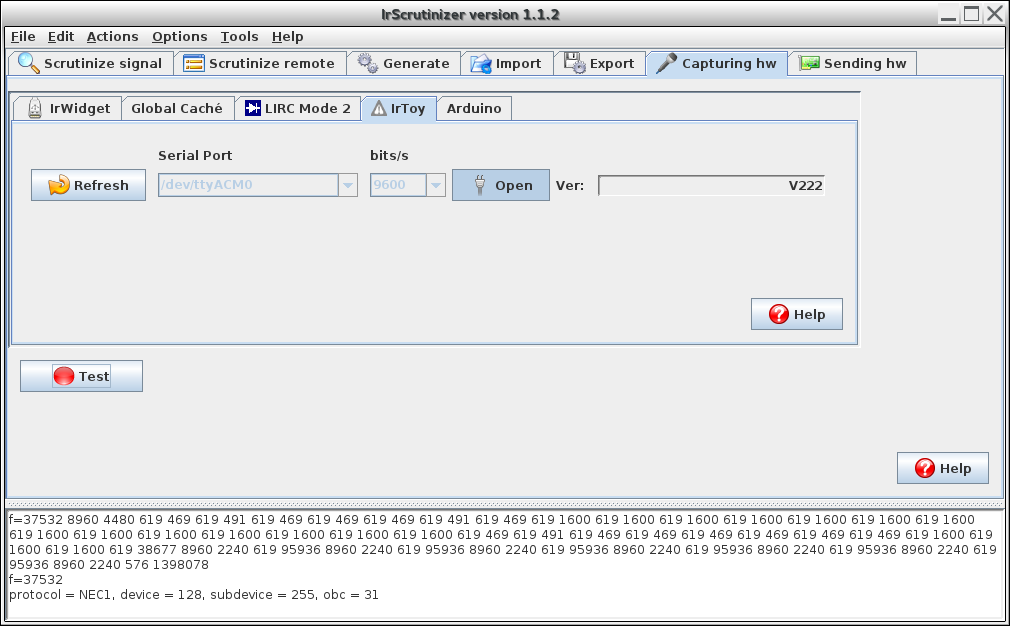 IrScrutinizer version 1.1.2
File Edit Actions Options Tools Help
Scrutinize signal Scrutinize remote Generate Import Export Capturing hw Sending hw
IrWidget Global Caché LIRC Mode 2 IrToy Arduino
Serial Port bits/s
Refresh /dev/ttyACM0 9600 Open Ver: V222
Help
Test
Help
f=37532 8960 4480 619 469 619 491 619 469 619 469 619 469 619 491 619 469 619 1600 619 1600 619 1600 619 1600 619 1600 619 1600 619 1600
619 1600 619 1600 619 1600 619 1600 619 1600 619 1600 619 1600 619 469 619 491 619 469 619 469 619 469 619 469 619 1600 619 1600 619
1600 619 1600 619 38677 8960 2240 619 95936 8960 2240 619 95936 8960 2240 619 95936 8960 2240 619 95936 8960 2240 619 95936 8960 2240 619
95936 8960 2240 576 1398078
f=37532
protocol = NEC1, device = 128, subdevice = 255, obc = 31